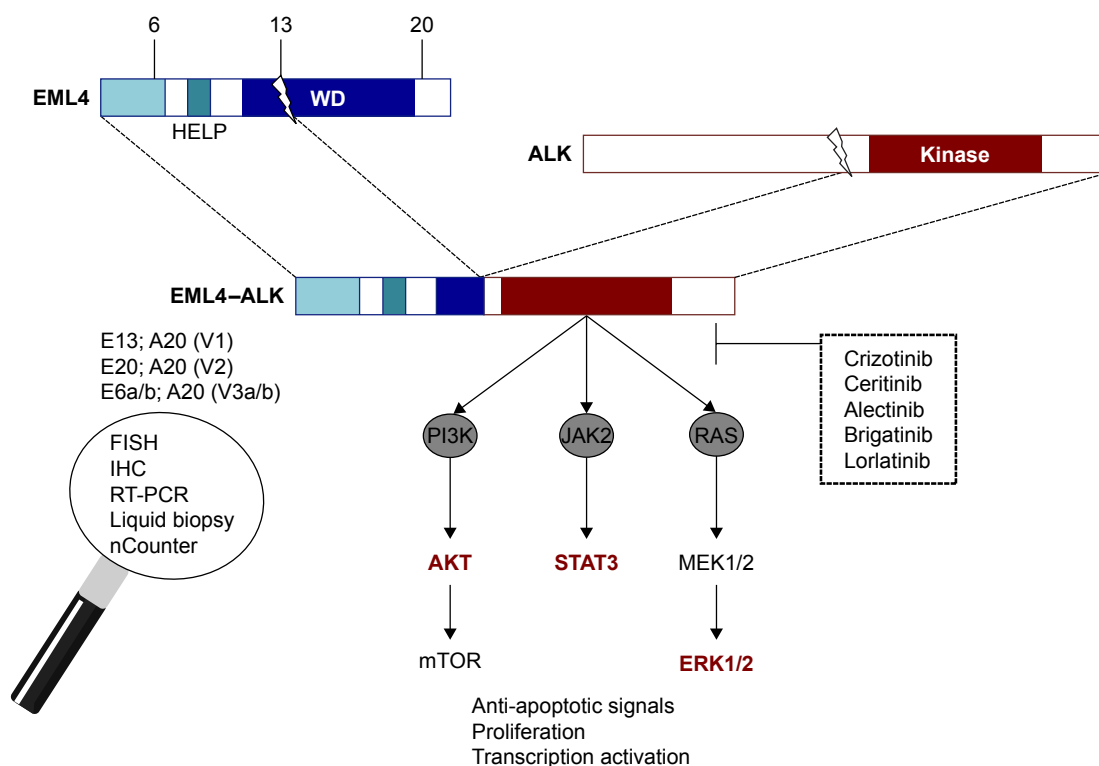 6 13 20
EML4 WD
HELP
ALK Kinase
EML4–ALK
E13; A20 (V1)
E20; A20 (V2)
E6a/b; A20 (V3a/b)
FISH
IHC
RT-PCR
Liquid biopsy
nCounter
Crizotinib
Ceritinib
Alectinib
Brigatinib
Lorlatinib
PI3K JAK2 RAS
AKT STAT3 MEK1/2
mTOR ERK1/2
Anti-apoptotic signals
Proliferation
Transcription activation